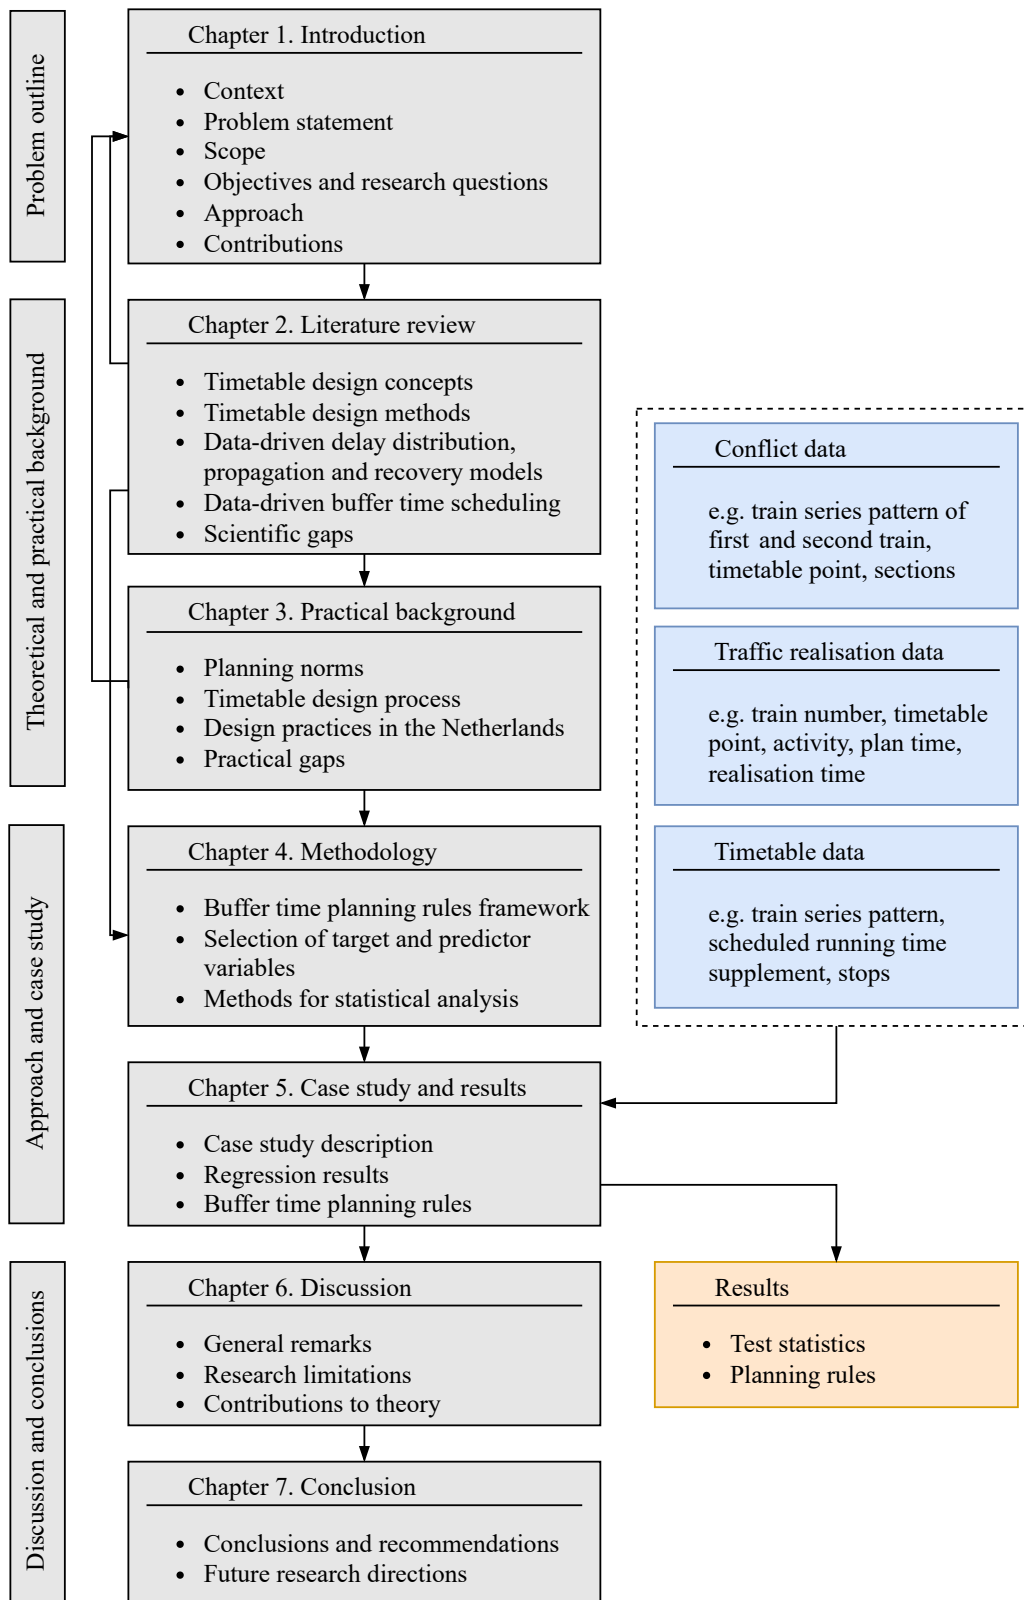 Problem outline
Chapter 1. Introduction
• Context
• Problem statement
• Scope
• Objectives and research questions
• Approach
• Contributions
Theoretical and practical background
Chapter 2. Literature review
• Timetable design concepts
• Timetable design methods
• Data-driven delay distribution,
propagation and recovery models
• Data-driven buffer time scheduling
• Scientific gaps
Chapter 3. Practical background
• Planning norms
• Timetable design process
• Design practices in the Netherlands
• Practical gaps
Conflict data
e.g. train series pattern of
first and second train,
timetable point, sections
Traffic realisation data
e.g. train number, timetable
point, activity, plan time,
realisation time
Timetable data
e.g. train series pattern,
scheduled running time
supplement, stops
Approach and case study
Chapter 4. Methodology
• Buffer time planning rules framework
• Selection of target and predictor
variables
• Methods for statistical analysis
Chapter 5. Case study and results
• Case study description
• Regression results
• Buffer time planning rules
Discussion and conclusions
Chapter 6. Discussion
• General remarks
• Research limitations
• Contributions to theory
Results
• Test statistics
• Planning rules
Chapter 7. Conclusion
• Conclusions and recommendations
• Future research directions